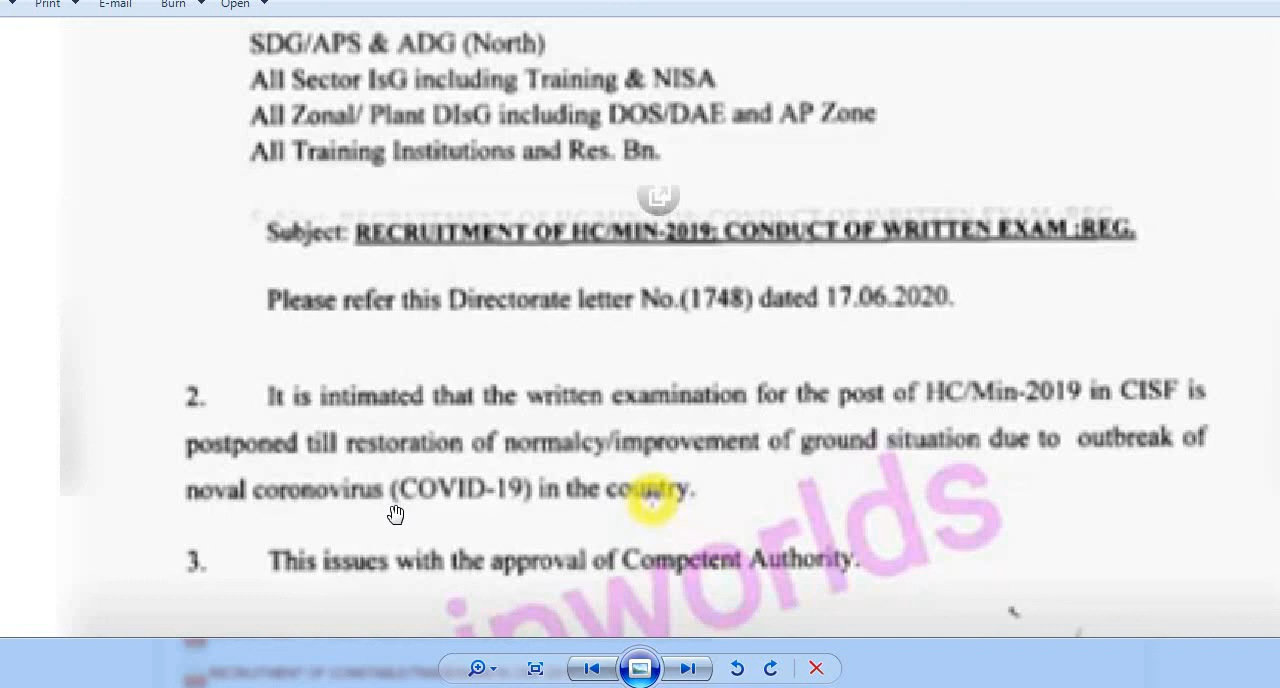 Print E-mail Burn Open
SDG/APS & ADG (North)
All Sector IsG including Training & NISA
All Zonal/ Plant DIsG including DOS/DAE and AP Zone
All Training Institutions and Res. Bn.
Subject: RECRUITMENT OF HC/MIN-2019: CONDUCT OF WRITTEN EXAM :REG.
Please refer this Directorate letter No.(1748) dated 17.06.2020.
2. It is intimated that the written examination for the post of HC/Min-2019 in CISF is
postponed till restoration of normalcy/improvement of ground situation due to outbreak of
noval coronovirus (COVID-19) in the country.
3. This issues with the approval of Competent Authority.
inworlds